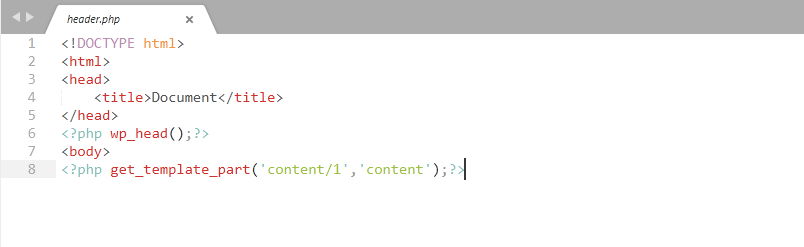 header.php ×
1 <!DOCTYPE html>
2 <html>
3 <head>
4     <title>Document</title>
5 </head>
6 <?php wp_head();?>
7 <body>
8 <?php get_template_part('content/1','content');?>